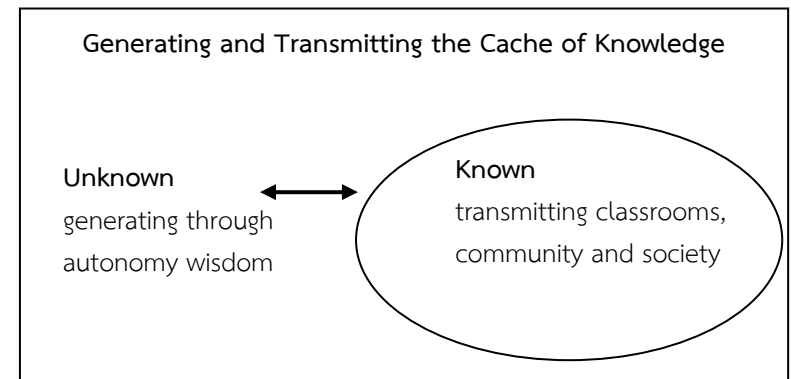 Generating and Transmitting the Cache of Knowledge
Unknown
generating through
autonomy wisdom
Known
transmitting classrooms,
community and society